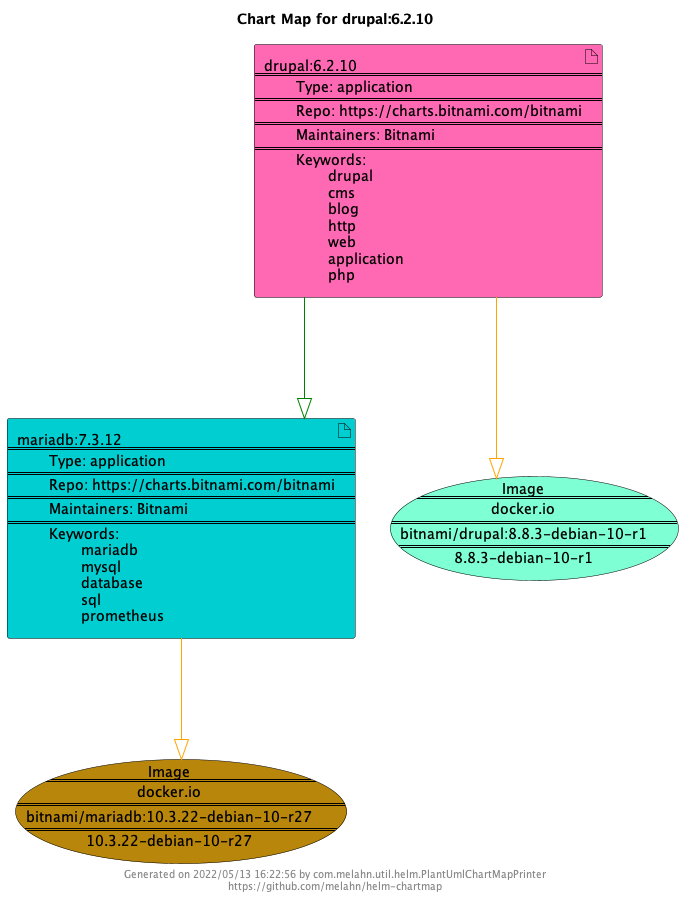 Chart Map for drupal:6.2.10
drupal:6.2.10
Type: application
Repo: https://charts.bitnami.com/bitnami
Maintainers: Bitnami
Keywords:
drupal
cms
blog
http
web
application
php
mariadb:7.3.12
Type: application
Repo: https://charts.bitnami.com/bitnami
Maintainers: Bitnami
Keywords:
mariadb
mysql
database
sql
prometheus
Image
docker.io
bitnami/drupal:8.8.3-debian-10-r1
8.8.3-debian-10-r1
Image
docker.io
bitnami/mariadb:10.3.22-debian-10-r27
10.3.22-debian-10-r27
Generated on 2022/05/13 16:22:56 by com.melahn.util.helm.PlantUmlChartMapPrinter
https://github.com/melahn/helm-chartmap